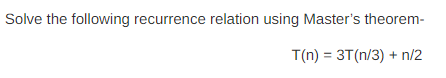 Solve the following recurrence relation using Master’s theorem-
T(n) = 3T(n/3) + n/2